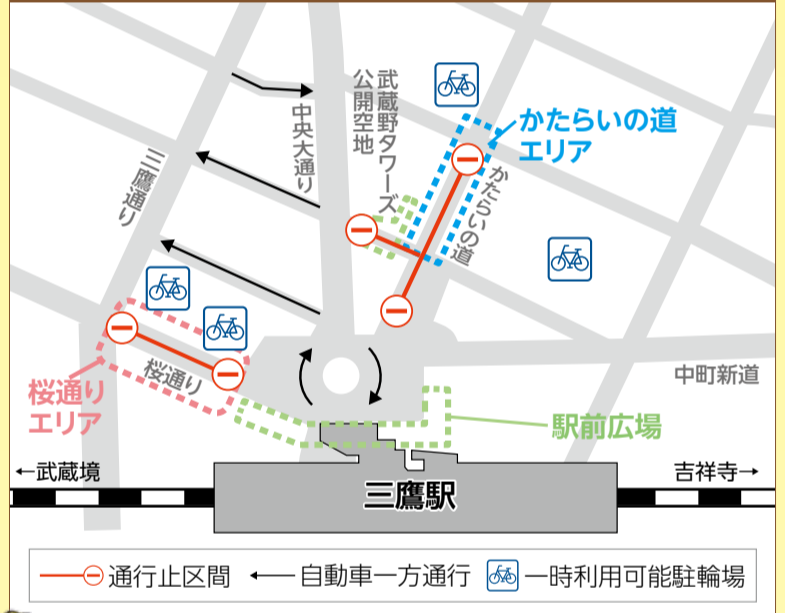 武蔵野タワーズ
公開空地
かたらいの道
エリア
中央大通り
三鷹通り
かたらいの道
桜通り
桜通り
エリア
中町新道
駅前広場
←武蔵境
吉祥寺→
三鷹駅
通行止区間
自動車一方通行
一時利用可能駐輪場